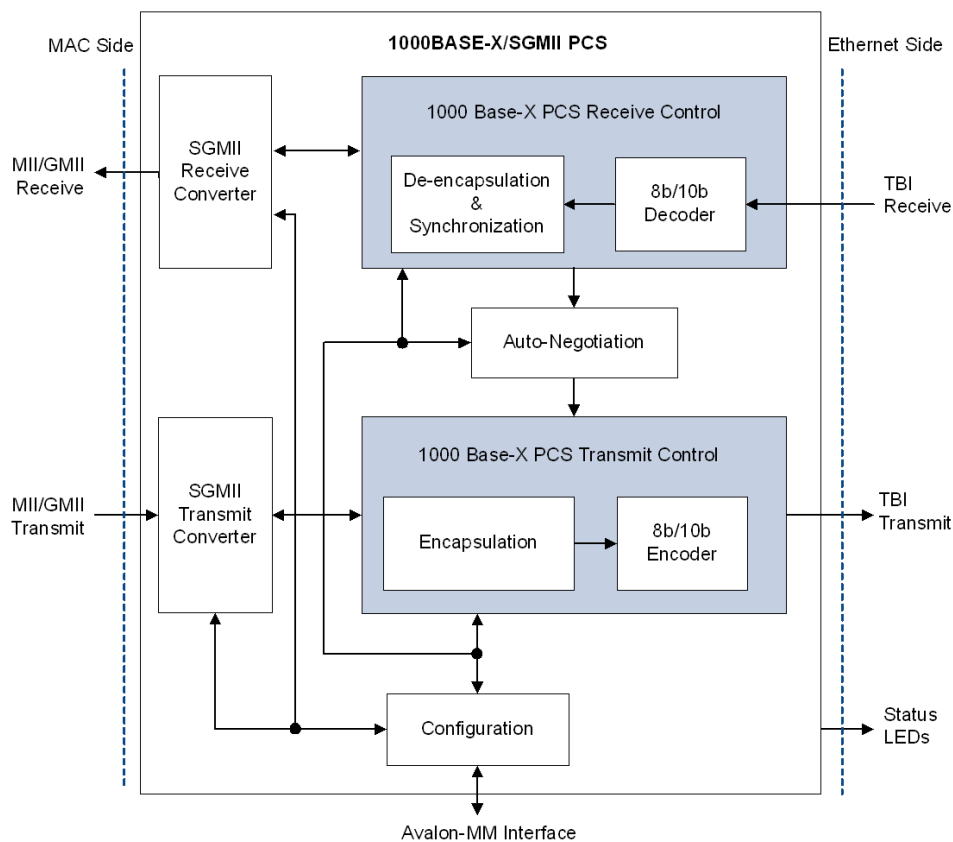 MAC Side
1000BASE-X/SGMII PCS
Ethernet Side
1000 Base-X PCS Receive Control
SGMII
Receive
Converter
MII/GMII
Receive
De-encapsulation
&
Synchronization
8b/10b
Decoder
TBI
Receive
Auto-Negotiation
1000 Base-X PCS Transmit Control
SGMII
Transmit
Converter
MII/GMII
Transmit
Encapsulation
8b/10b
Encoder
TBI
Transmit
Configuration
Status
LEDs
Avalon-MM Interface